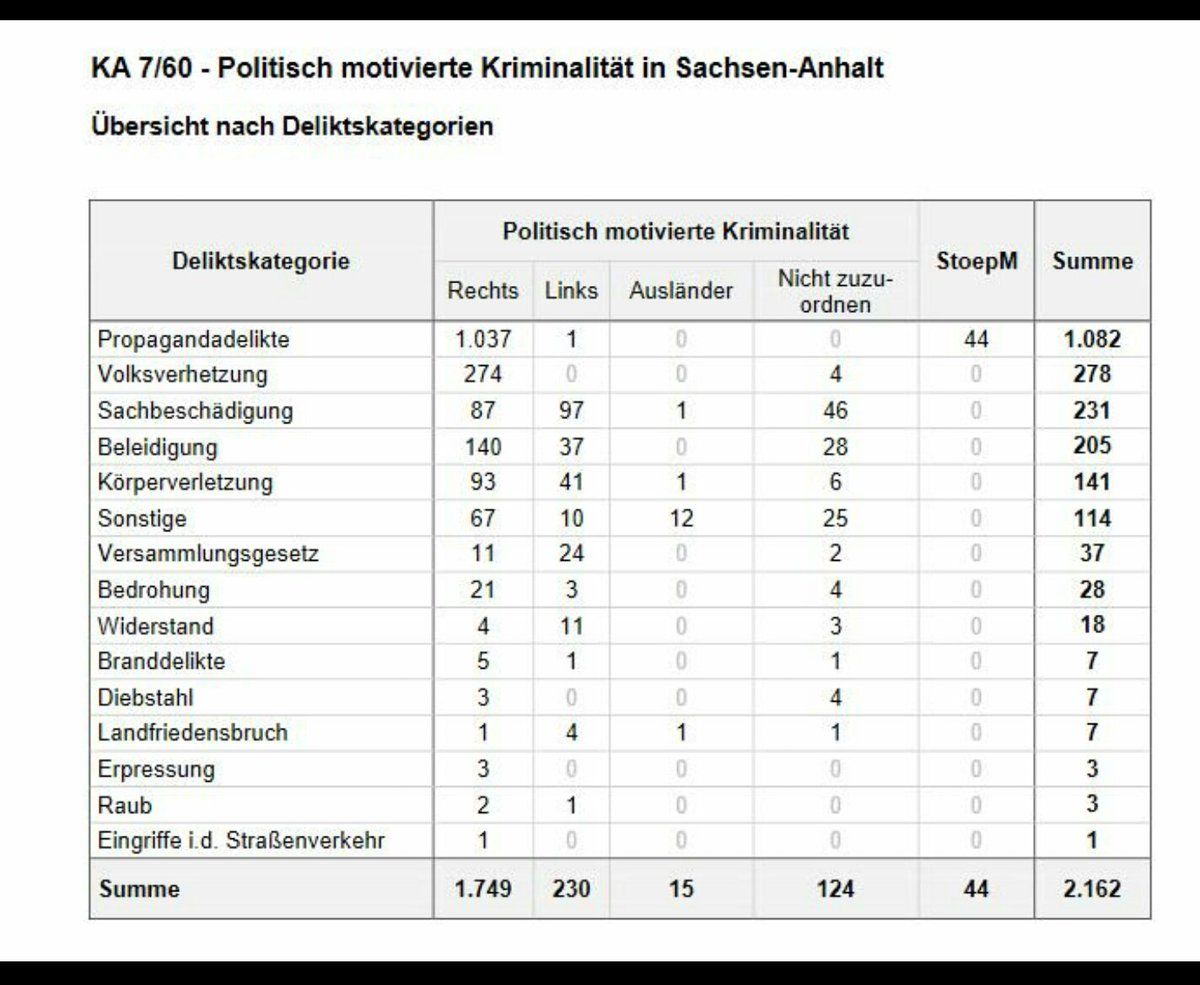 KA 7/60 - Politisch motivierte Kriminalität in Sachsen-Anhalt
Übersicht nach Deliktskategorien
Deliktskategorie Politisch motivierte Kriminalität StoepM Summe
Rechts Links Ausländer Nicht zuzu-
ordnen
Propagandadelikte 1.037 1 0 0 44 1.082
Volksverhetzung 274 0 0 4 0 278
Sachbeschädigung 87 97 1 46 0 231
Beleidigung 140 37 0 28 0 205
Körperverletzung 93 41 1 6 0 141
Sonstige 67 10 12 25 0 114
Versammlungsgesetz 11 24 0 2 0 37
Bedrohung 21 3 0 4 0 28
Widerstand 4 11 0 3 0 18
Branddelikte 5 1 0 1 0 7
Diebstahl 3 0 0 4 0 7
Landfriedensbruch 1 4 1 1 0 7
Erpressung 3 0 0 0 0 3
Raub 2 1 0 0 0 3
Eingriffe i.d. Straßenverkehr 1 0 0 0 0 1
Summe 1.749 230 15 124 44 2.162